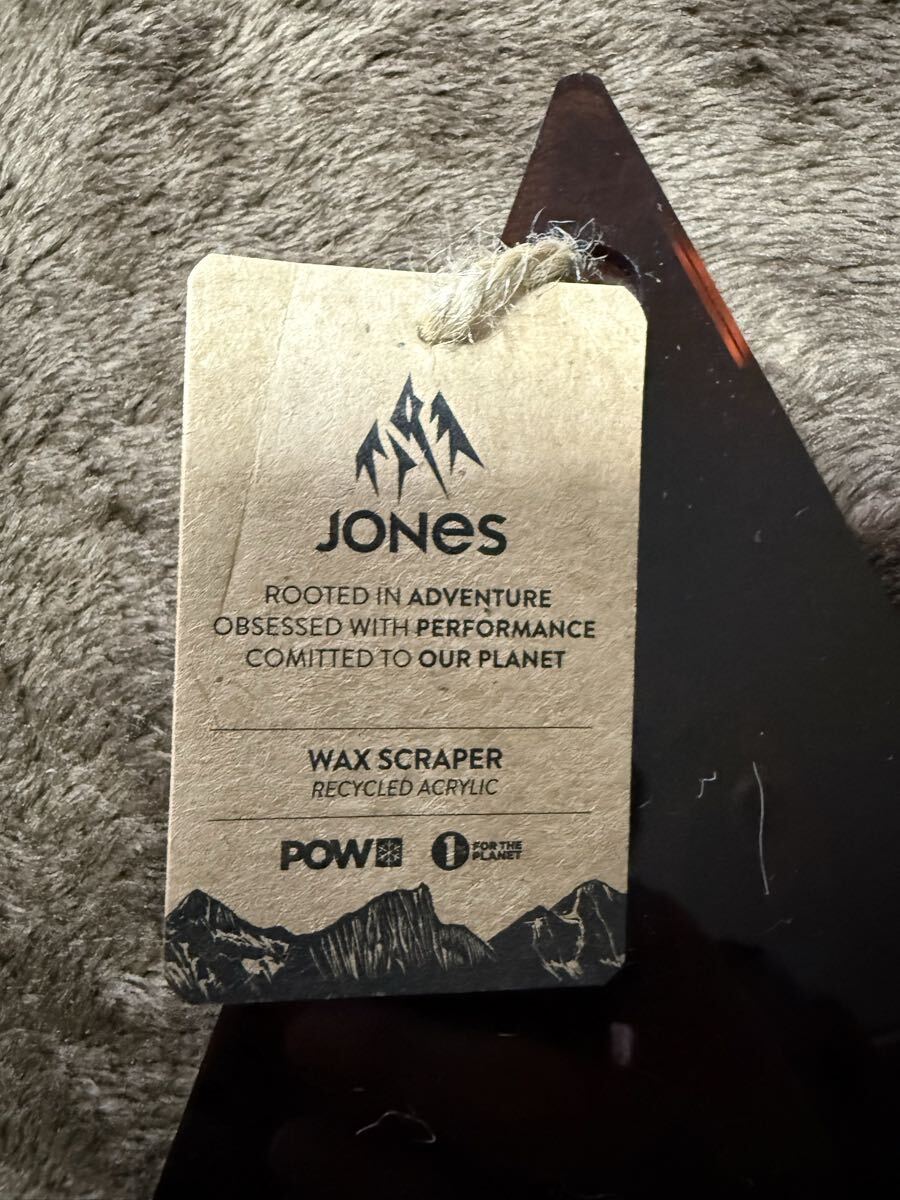 JONES
ROOTED IN ADVENTURE
OBSESSED WITH PERFORMANCE
COMITTED TO OUR PLANET
WAX SCRAPER
RECYCLED ACRYLIC
POW
1 FOR THE
PLANET